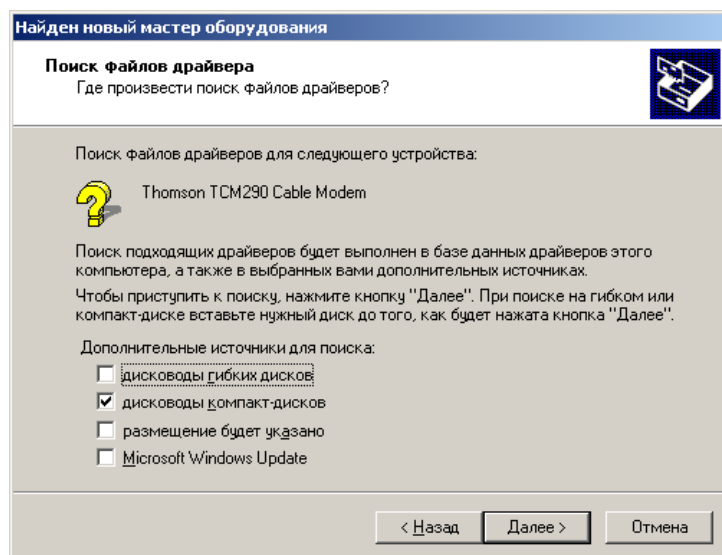 Найден новый мастер оборудования
Поиск файлов драйвера
Где произвести поиск файлов драйверов?
Поиск файлов драйверов для следующего устройства:
Thomson TCM290 Cable Modem
Поиск подходящих драйверов будет выполнен в базе данных драйверов этого
компьютера, а также в выбранных вами дополнительных источниках.
Чтобы приступить к поиску, нажмите кнопку "Далее". При поиске на гибком или
компакт-диске вставьте нужный диск до того, как будет нажата кнопка "Далее".
Дополнительные источники для поиска:
дисководы гибких дисков
дисководы компакт-дисков
размещение будет указано
Microsoft Windows Update
< Назад Далее > Отмена